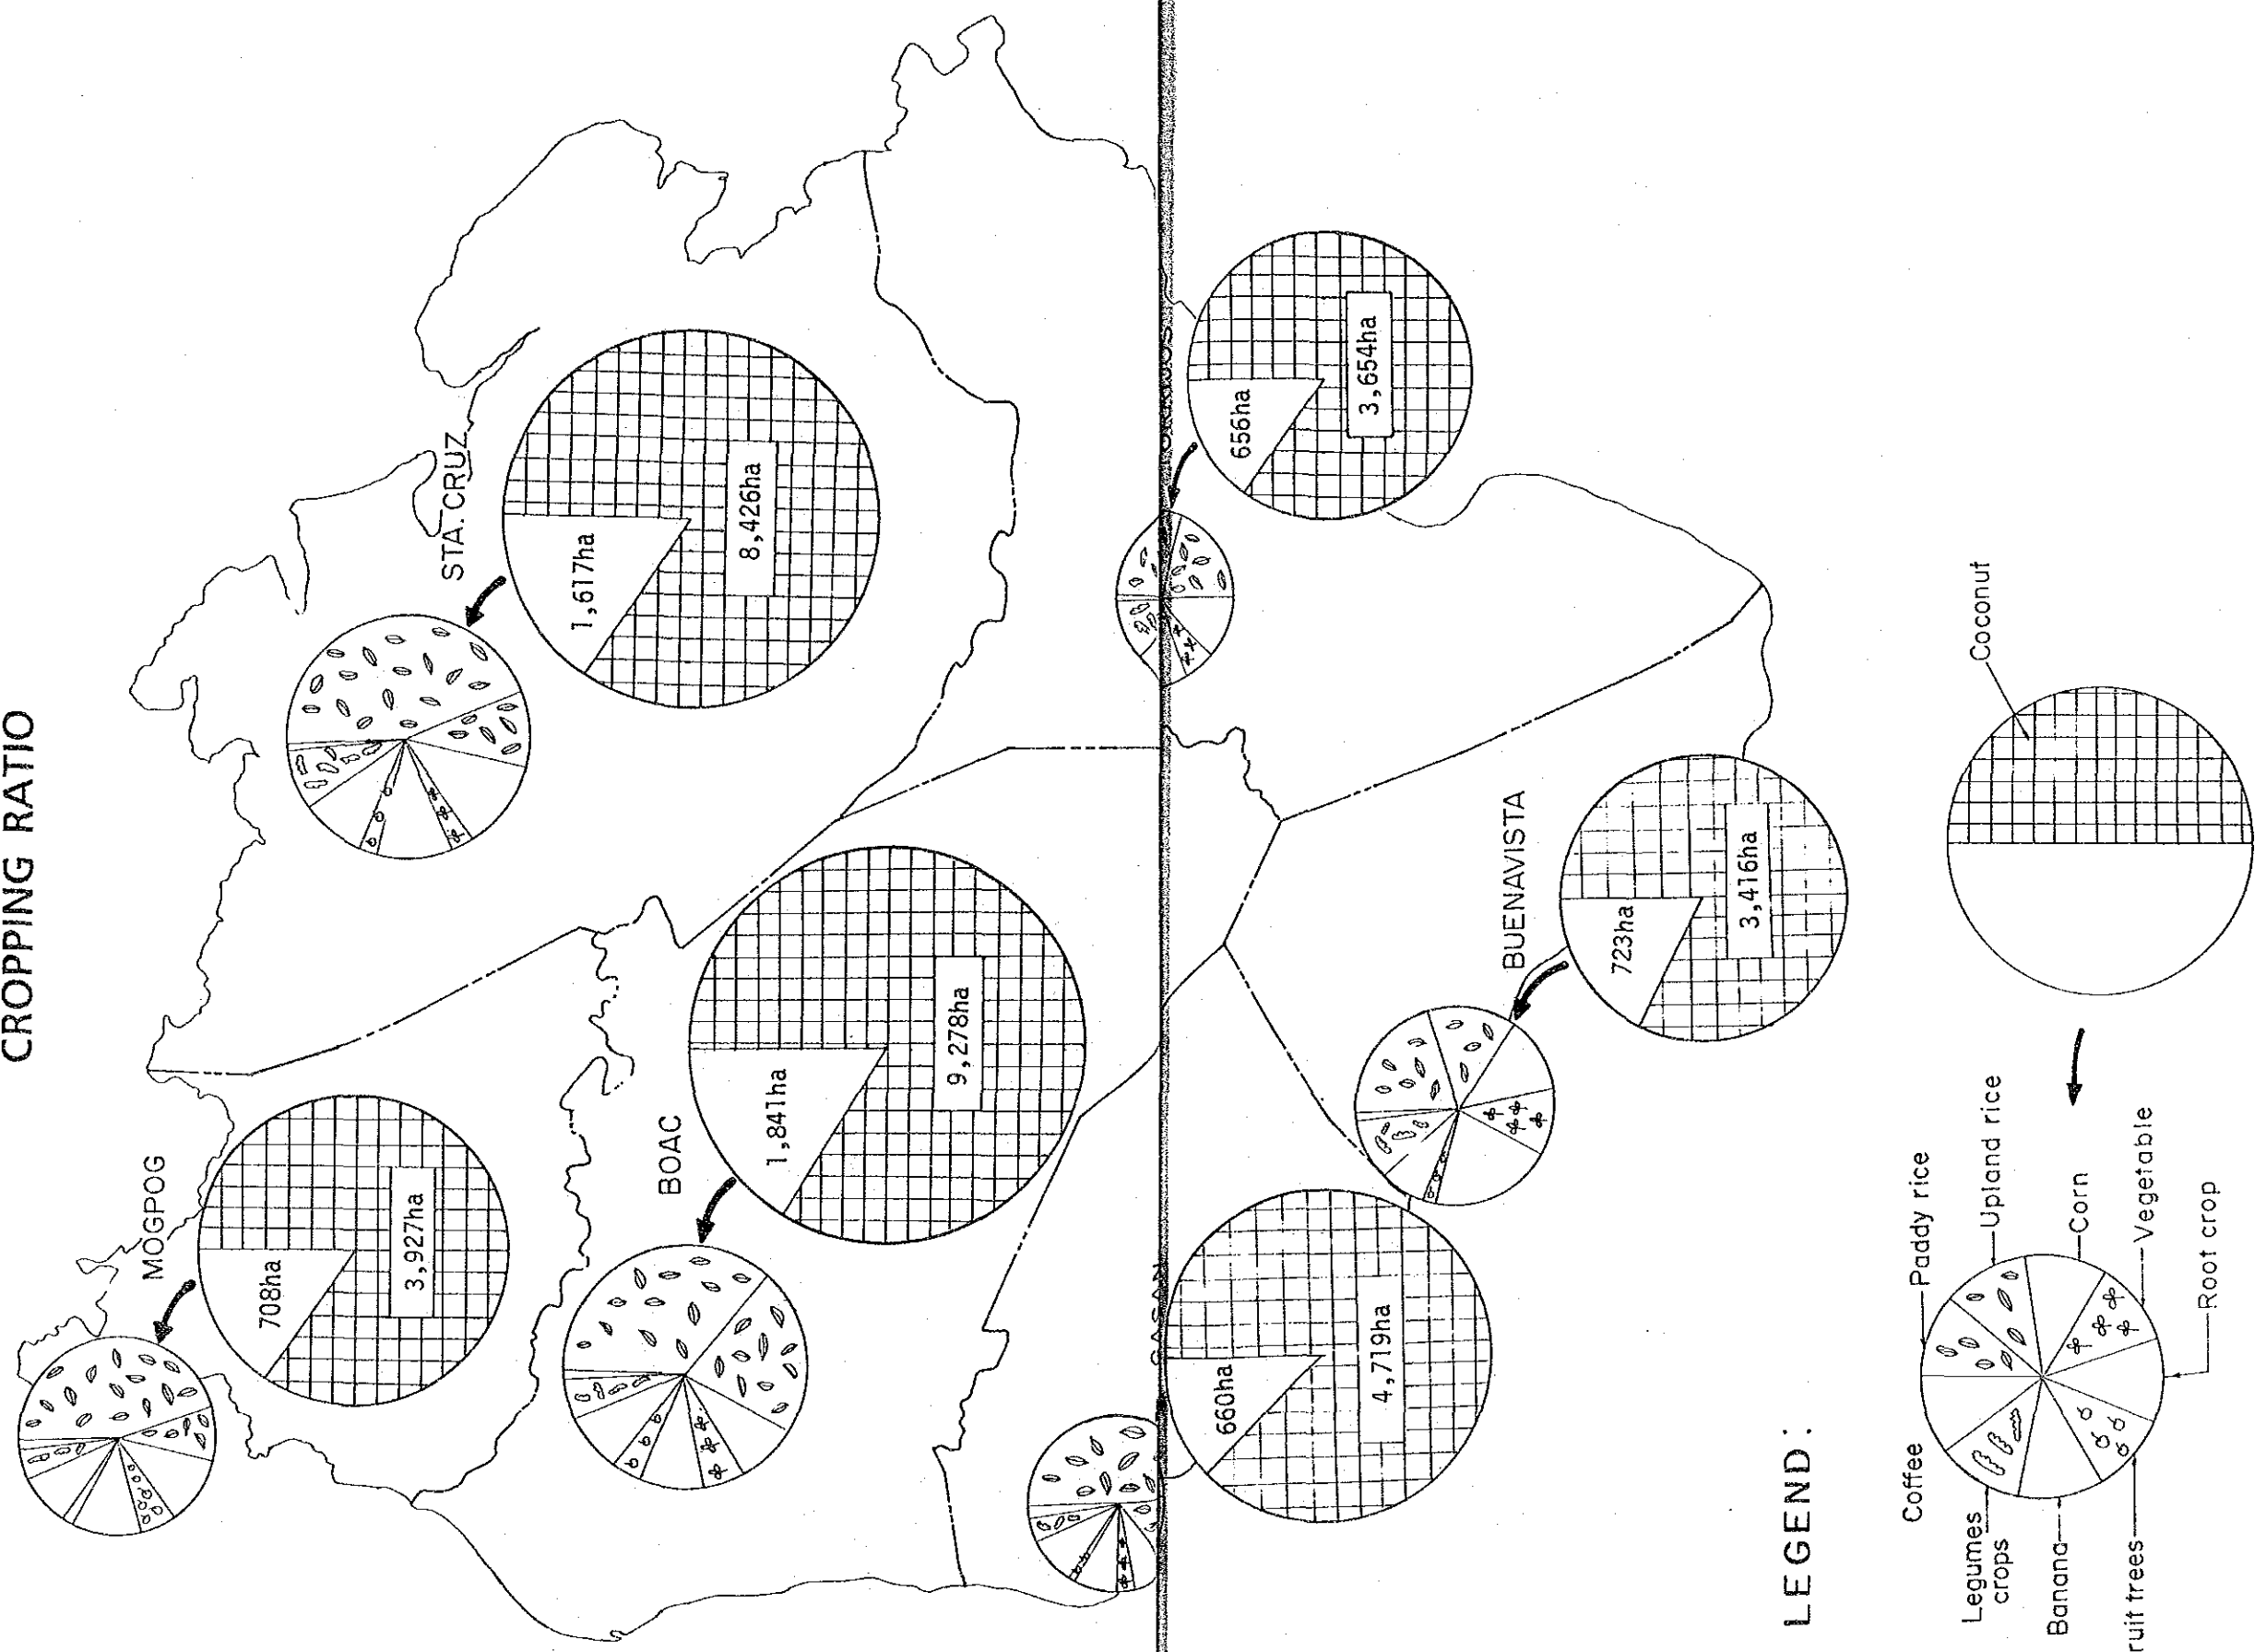 CROPPING RATIO
STA. CRUZ
1,617ha
8,426ha
MOGPOG
708ha
3,927ha
BOAC
1,841ha
9,278ha
656ha
3,654ha
660ha
4,719ha
BUENAVISTA
723ha
3,416ha
LEGEND:
Coffee
Paddy rice
Upland rice
Corn
Vegetable
Root crop
Legumes
crops
Banana
ruit trees
Coconut